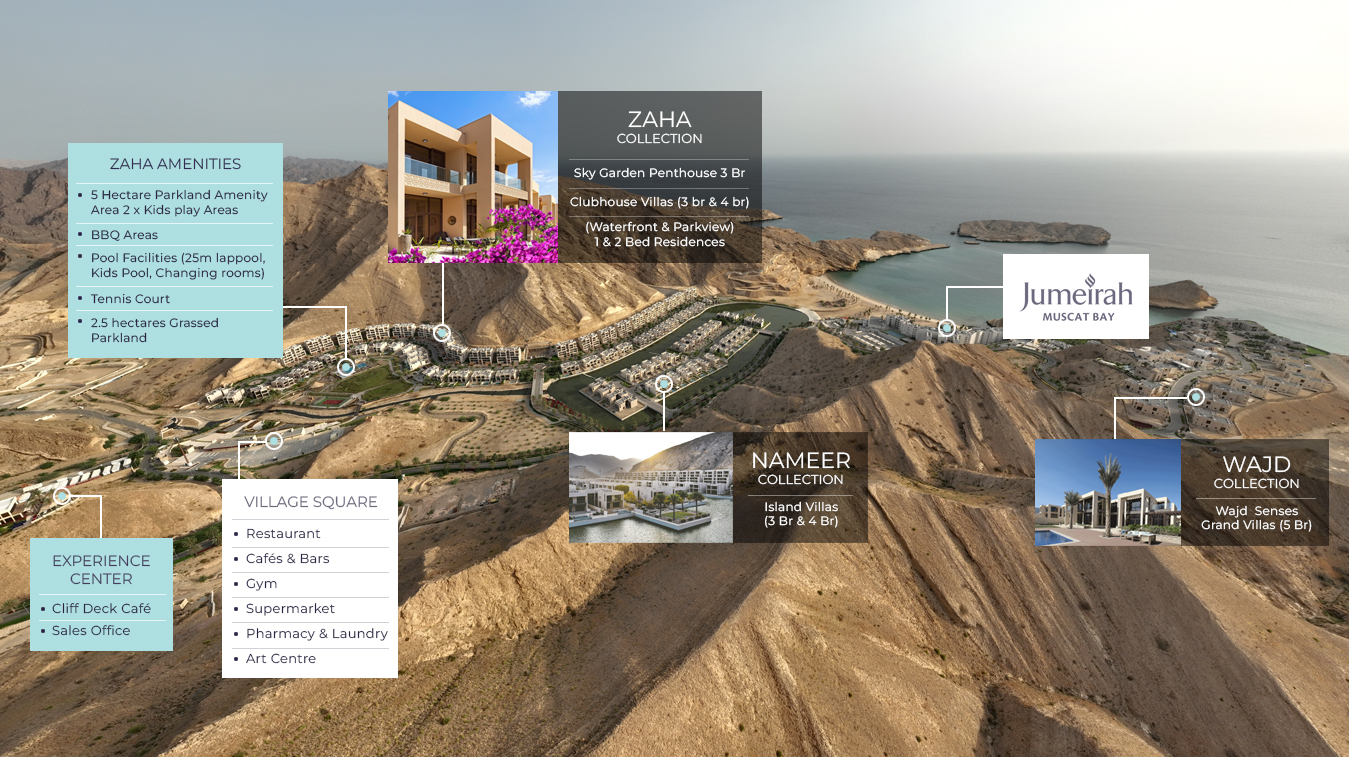 ZAHA
COLLECTION
Sky Garden Penthouse 3 Br
Clubhouse Villas (3 br & 4 br)
(Waterfront & Parkview)
1 & 2 Bed Residences
ZAHA AMENITIES
5 Hectare Parkland Amenity
Area 2 x Kids play Areas
BBQ Areas
Pool Facilities (25m lappool,
Kids Pool, Changing rooms)
Tennis Court
2.5 hectares Grassed
Parkland
Jumeirah
MUSCAT BAY
NAMEER
COLLECTION
Island Villas
(3 Br & 4 Br)
WAJD
COLLECTION
Wajd Senses
Grand Villas (5 Br)
VILLAGE SQUARE
Restaurant
Cafés & Bars
Gym
Supermarket
Pharmacy & Laundry
Art Centre
EXPERIENCE
CENTER
Cliff Deck Café
Sales Office